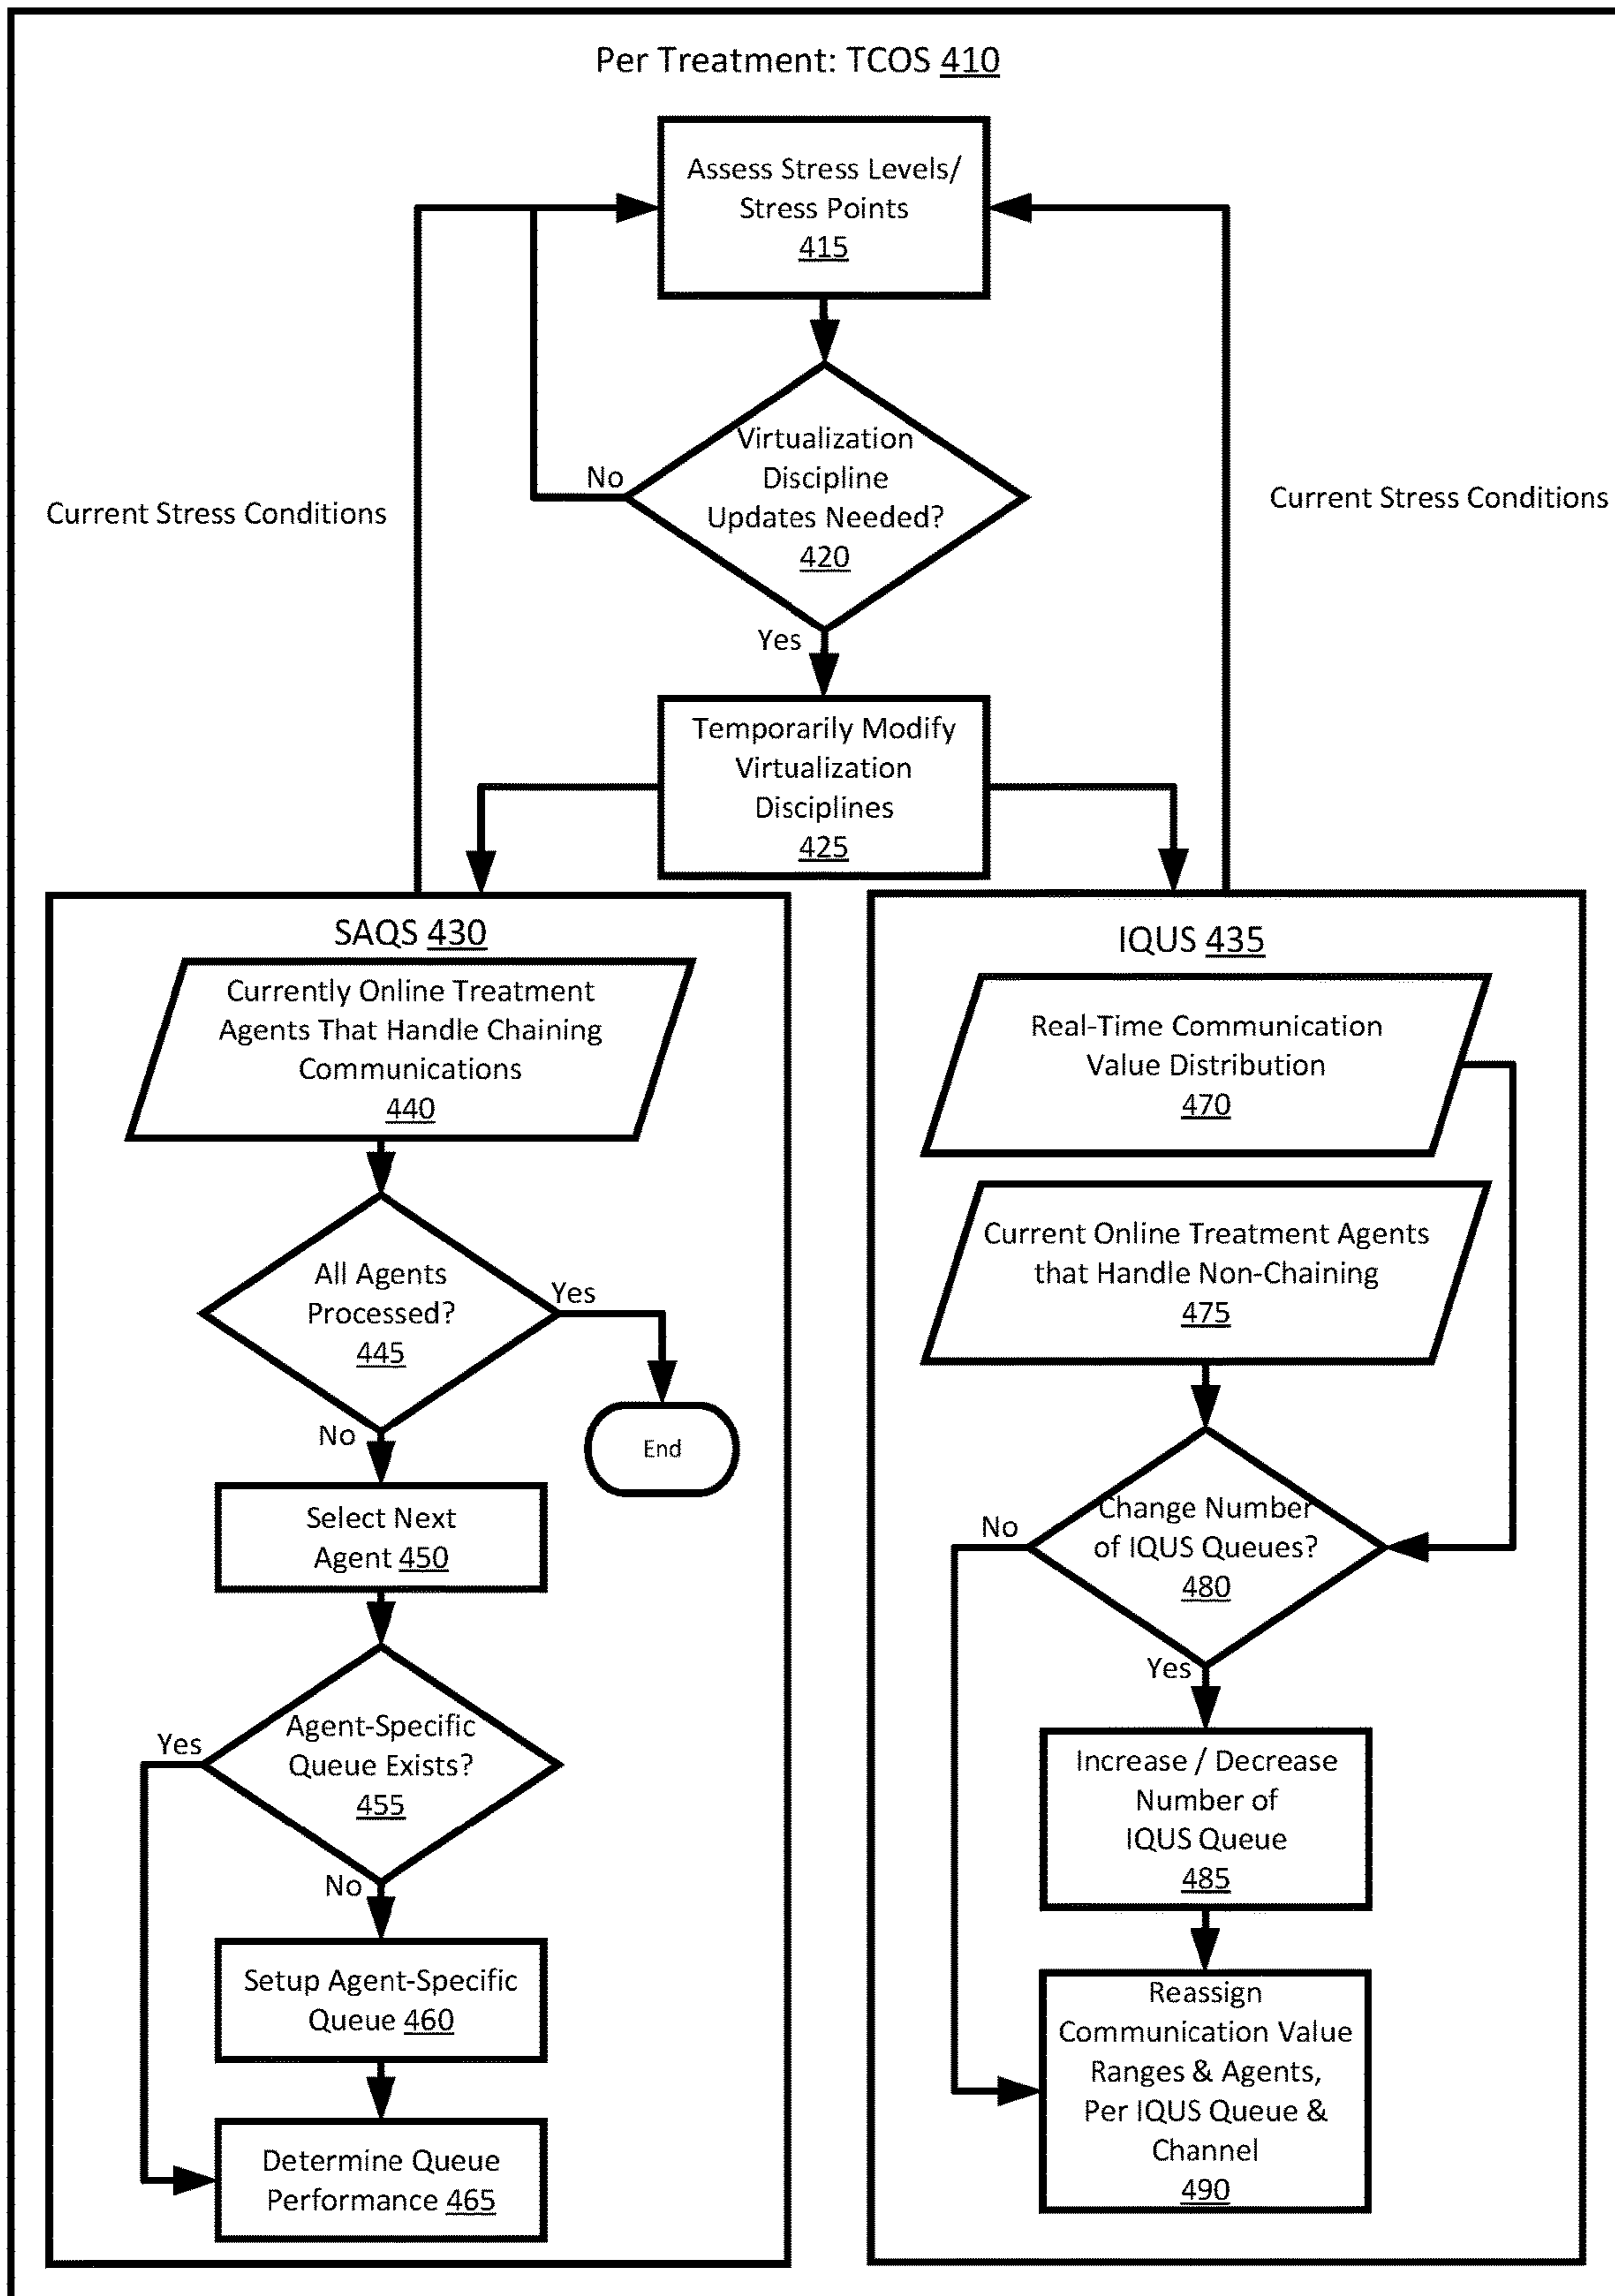 Per Treatment: TCOS 410
Assess Stress Levels/
Stress Points
415
Virtualization
Discipline
Updates Needed?
420
No
Yes
Current Stress Conditions
Current Stress Conditions
Temporarily Modify
Virtualization
Disciplines
425
SAQS 430
Currently Online Treatment
Agents That Handle Chaining
Communications
440
All Agents
Processed?
445
Yes
End
No
Select Next
Agent 450
Agent-Specific
Queue Exists?
455
Yes
No
Setup Agent-Specific
Queue 460
Determine Queue
Performance 465
IQUS 435
Real-Time Communication
Value Distribution
470
Current Online Treatment Agents
that Handle Non-Chaining
475
Change Number
of IQUS Queues?
480
No
Yes
Increase / Decrease
Number of
IQUS Queue
485
Reassign
Communication Value
Ranges & Agents,
Per IQUS Queue &
Channel
490